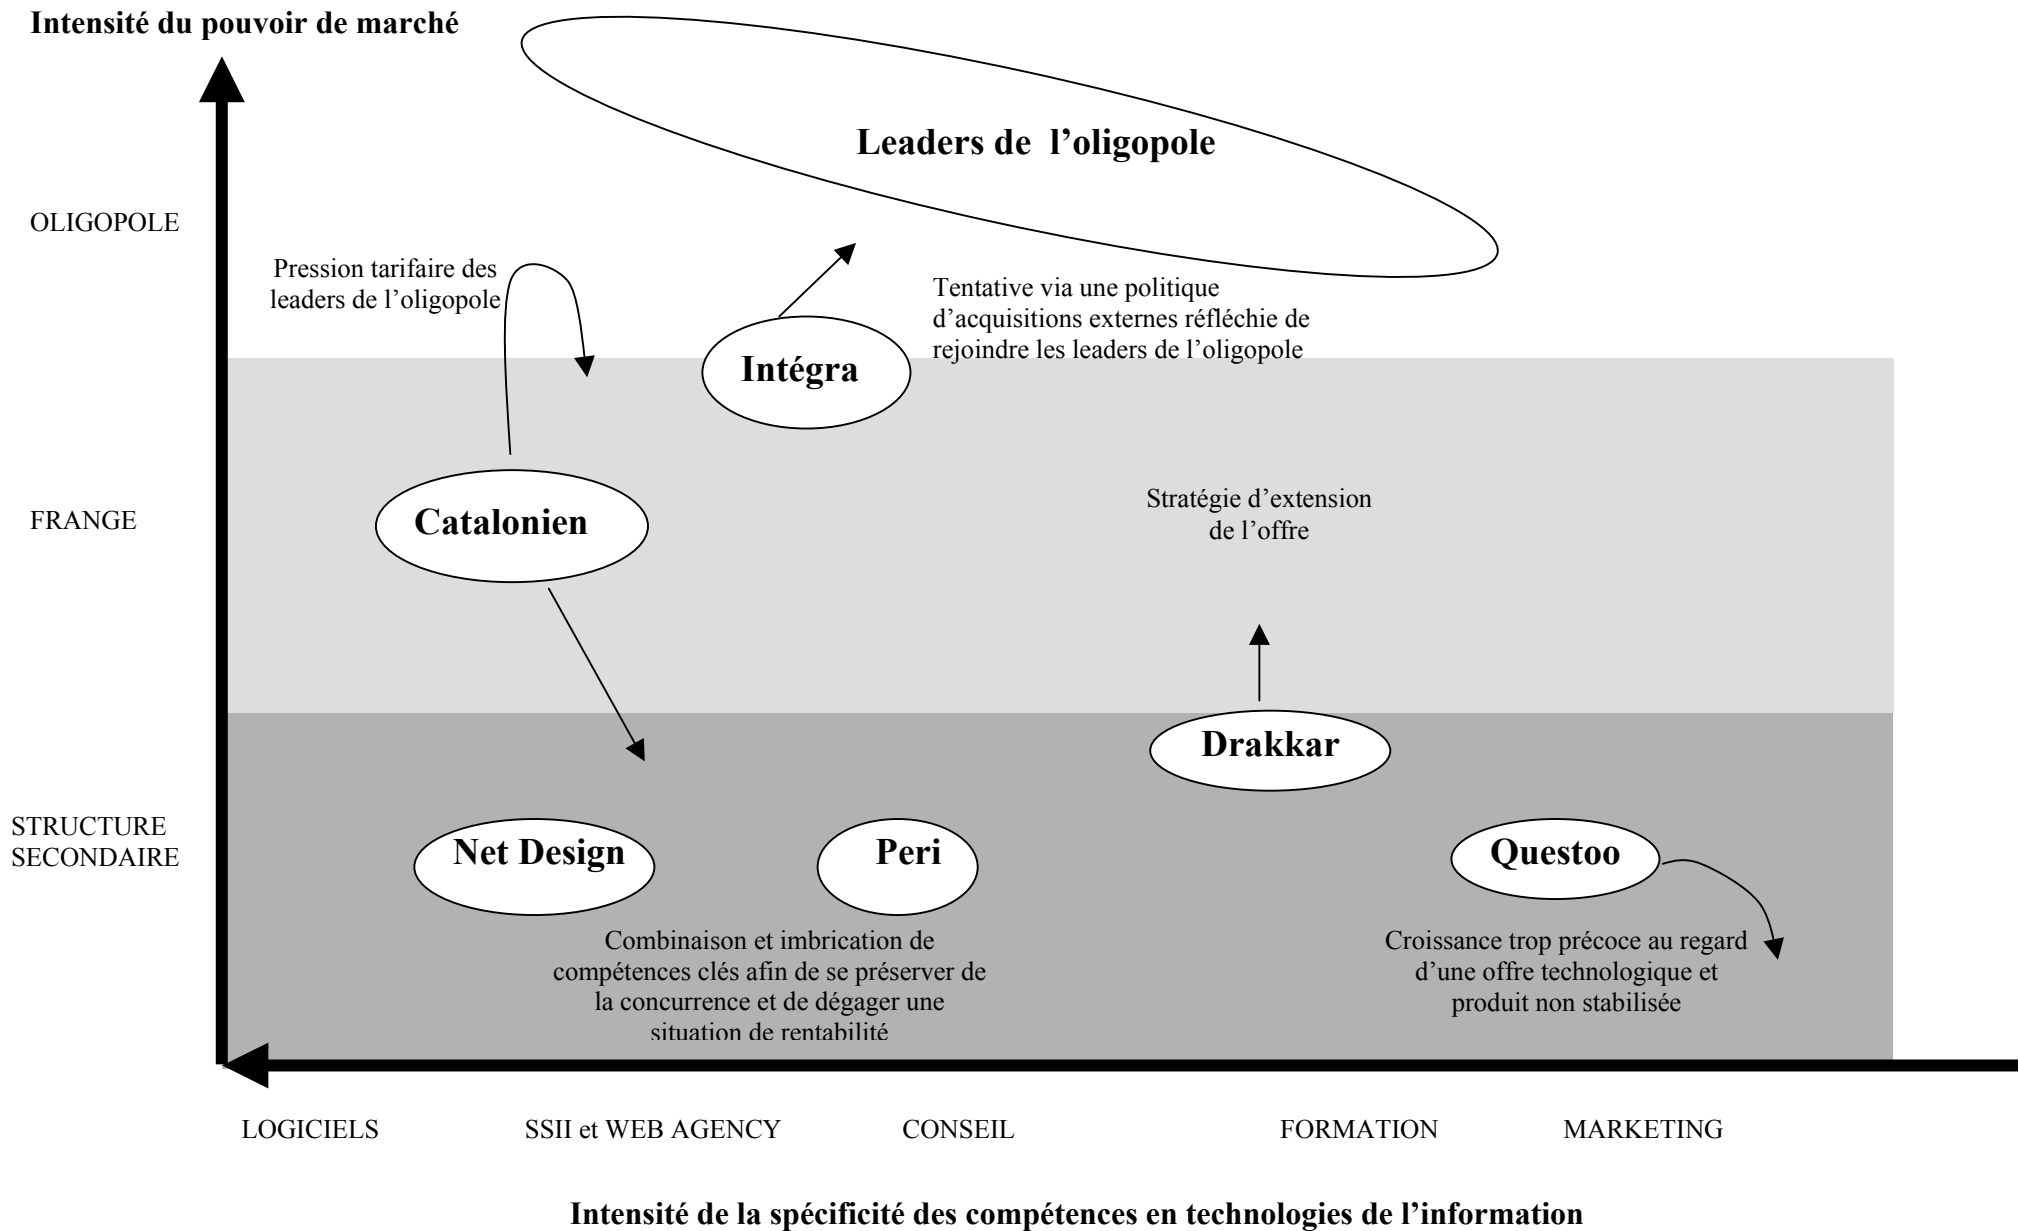 Intensité du pouvoir de marché
Leaders de l’oligopole
OLIGOPOLE
Pression tarifaire des
leaders de l’oligopole
Tentative via une politique
d’acquisitions externes réfléchie de
rejoindre les leaders de l’oligopole
Intégra
FRANGE
Catalonien
Stratégie d’extension
de l’offre
Drakkar
STRUCTURE
SECONDAIRE
Net Design
Peri
Questoo
Combinaison et imbrication de
compétences clés afin de se préserver de
la concurrence et de dégager une
situation de rentabilité
Croissance trop précoce au regard
d’une offre technologique et
produit non stabilisée
LOGICIELS
SSII et WEB AGENCY
CONSEIL
FORMATION
MARKETING
Intensité de la spécificité des compétences en technologies de l’information